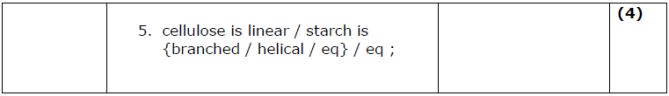 (4)
5. cellulose is linear / starch is
{branched / helical / eq} / eq ;